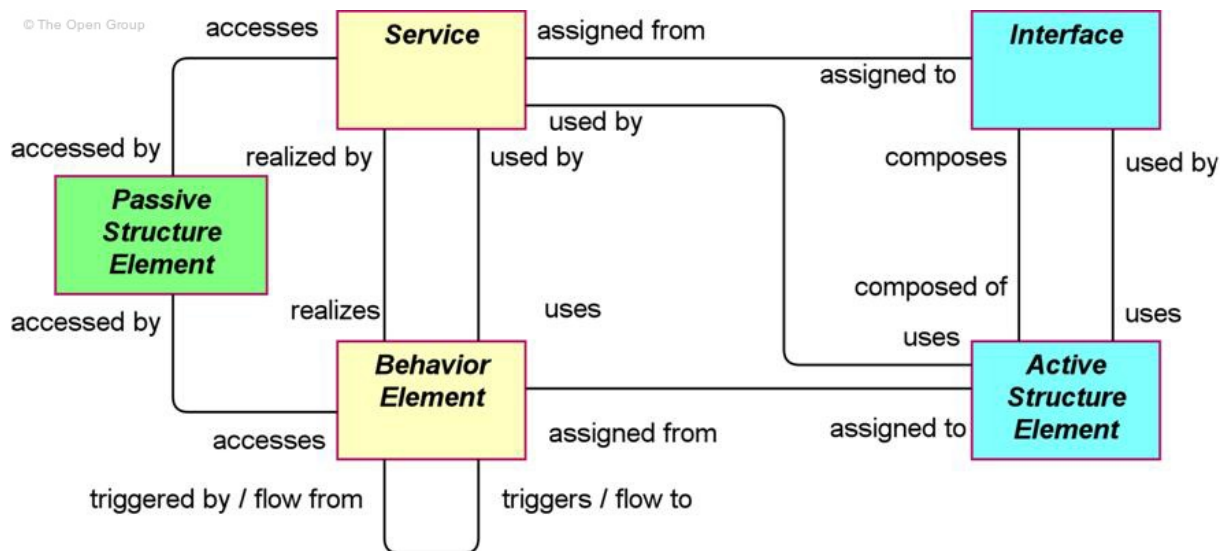 © The Open Group
accesses
Service
assigned from
Interface
assigned to
used by
accessed by
realized by
used by
composes
used by
Passive
Structure
Element
accessed by
realizes
uses
composed of
uses
uses
Behavior
Element
Active
Structure
Element
accesses
assigned from
assigned to
triggered by / flow from
triggers / flow to